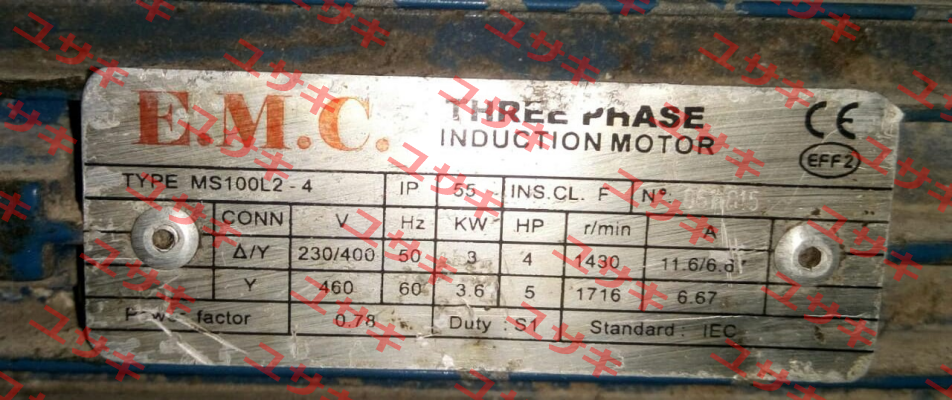 E.M.C.
THREE PHASE
INDUCTION MOTOR
CE
EFF2
TYPE MS100L2-4 IP 55 INS.CL. F Nº.
CONN V Hz KW HP r/min A
Δ/Y 230/400 50 3 4 1430
Y 460 60 3.6 5 1716 6.67
Power factor 0.78 Duty : S1 Standard : IEC
ユサキ